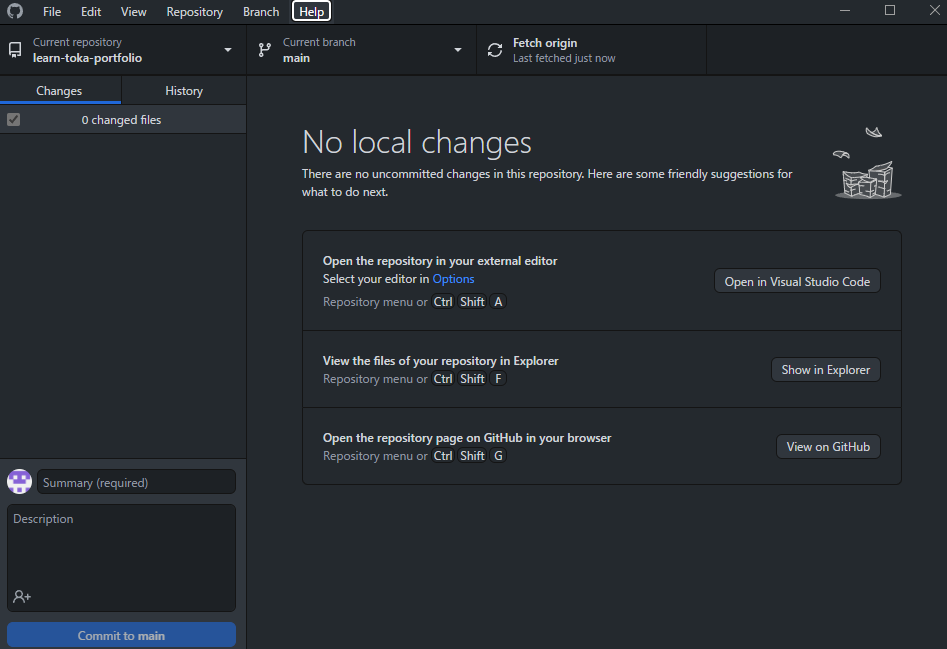 File Edit View Repository Branch Help
Current repository
learn-toka-portfolio
Current branch
main
Fetch origin
Last fetched just now
Changes
History
0 changed files
No local changes
There are no uncommitted changes in this repository. Here are some friendly suggestions for
what to do next.
Open the repository in your external editor
Select your editor in Options
Repository menu or Ctrl Shift A
Open in Visual Studio Code
View the files of your repository in Explorer
Repository menu or Ctrl Shift F
Show in Explorer
Open the repository page on GitHub in your browser
Repository menu or Ctrl Shift G
View on GitHub
Summary (required)
Description
Commit to main